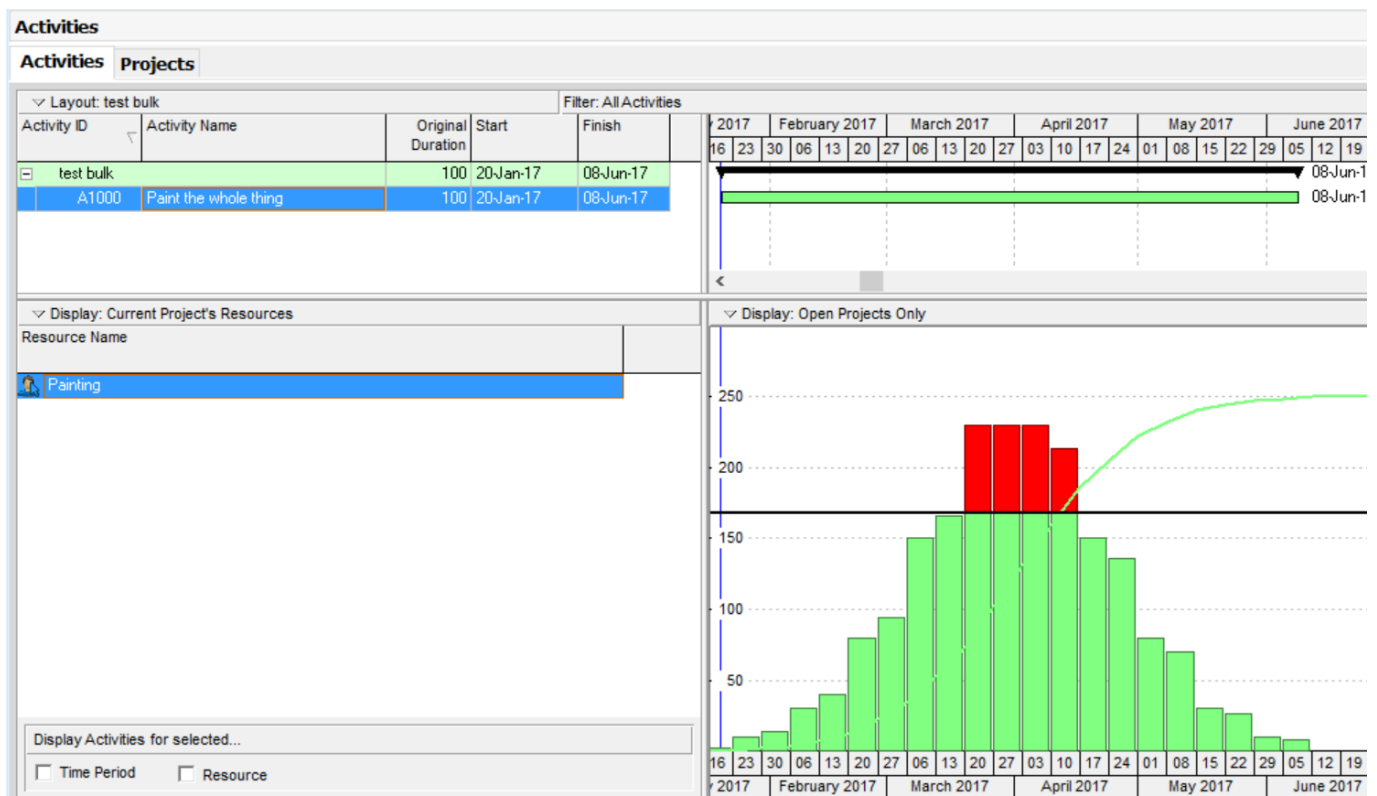 Activities
Activities Projects
Layout: test bulk Filter: All Activities
Activity ID Activity Name Original Duration Start Finish
2017 February 2017 March 2017 April 2017 May 2017 June 2017
16 23 30 06 13 20 27 06 13 20 27 03 10 17 24 01 08 15 22 29 05 12 19
test bulk 100 20-Jan-17 08-Jun-17 08-Jun-1
A1000 Paint the whole thing 100 20-Jan-17 08-Jun-17 08-Jun-1
Display: Current Project's Resources Display: Open Projects Only
Resource Name
Painting
250
200
150
100
50
Display Activities for selected...
Time Period Resource
16 23 30 06 13 20 27 06 13 20 27 03 10 17 24 01 08 15 22 29 05 12 19
2017 February 2017 March 2017 April 2017 May 2017 June 2017